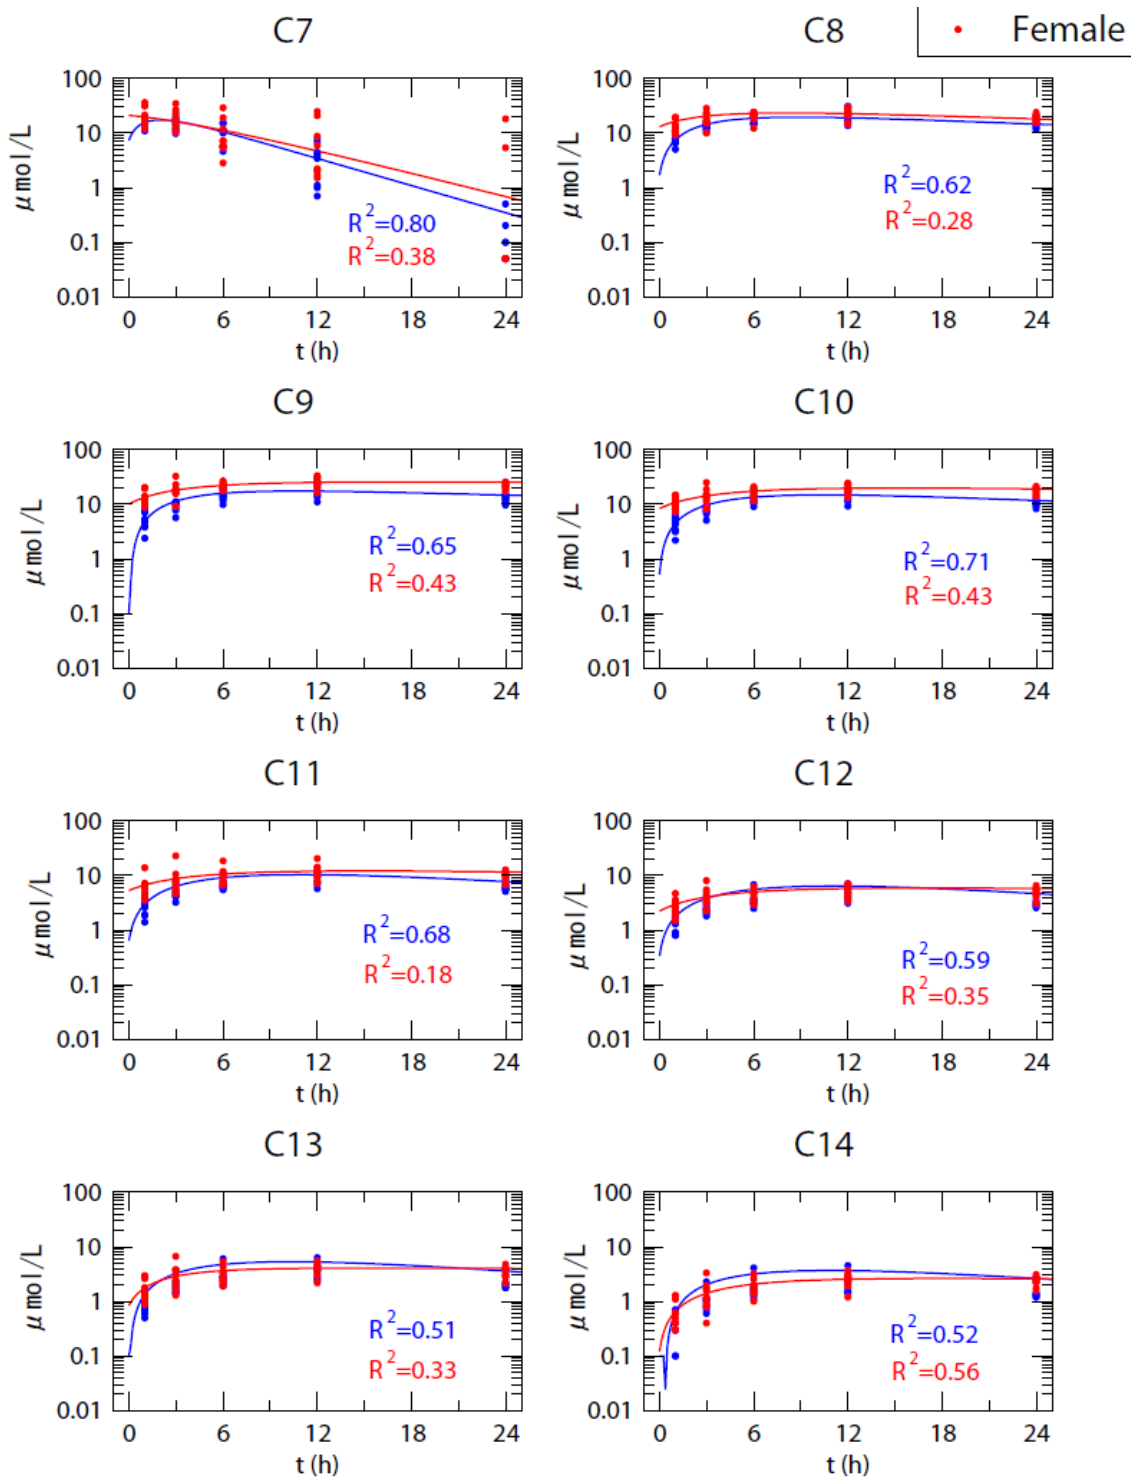 C7
C8
Female
100
10
1
0.1
0.01
μmol/L
R²=0.80
R²=0.38
0 6 12 18 24
t (h)
100
10
1
0.1
0.01
μmol/L
R²=0.62
R²=0.28
0 6 12 18 24
t (h)
C9
C10
100
10
1
0.1
0.01
μmol/L
R²=0.65
R²=0.43
0 6 12 18 24
t (h)
100
10
1
0.1
0.01
μmol/L
R²=0.71
R²=0.43
0 6 12 18 24
t (h)
C11
C12
100
10
1
0.1
0.01
μmol/L
R²=0.68
R²=0.18
0 6 12 18 24
t (h)
100
10
1
0.1
0.01
μmol/L
R²=0.59
R²=0.35
0 6 12 18 24
t (h)
C13
C14
100
10
1
0.1
0.01
μmol/L
R²=0.51
R²=0.33
0 6 12 18 24
t (h)
100
10
1
0.1
0.01
μmol/L
R²=0.52
R²=0.56
0 6 12 18 24
t (h)